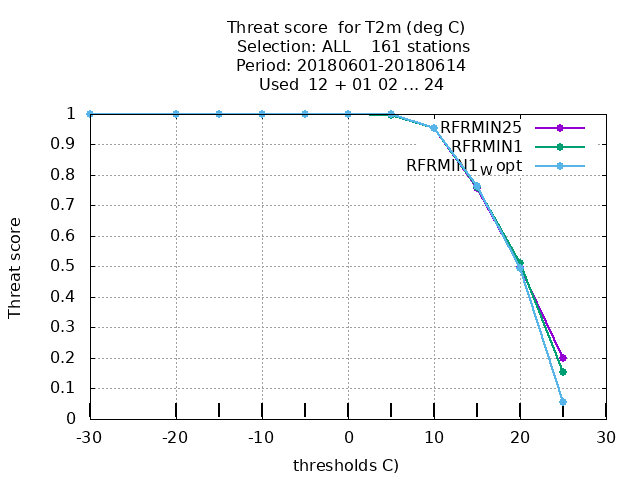 Threat score  for T2m (deg C)
Selection: ALL    161 stations
Period: 20180601-20180614
Used  12 + 01 02 ... 24
RFRMIN25
RFRMIN1
RFRMIN1W opt
Threat score
1
0.9
0.8
0.7
0.6
0.5
0.4
0.3
0.2
0.1
0
-30 -20 -10 0 10 20 30
thresholds C)